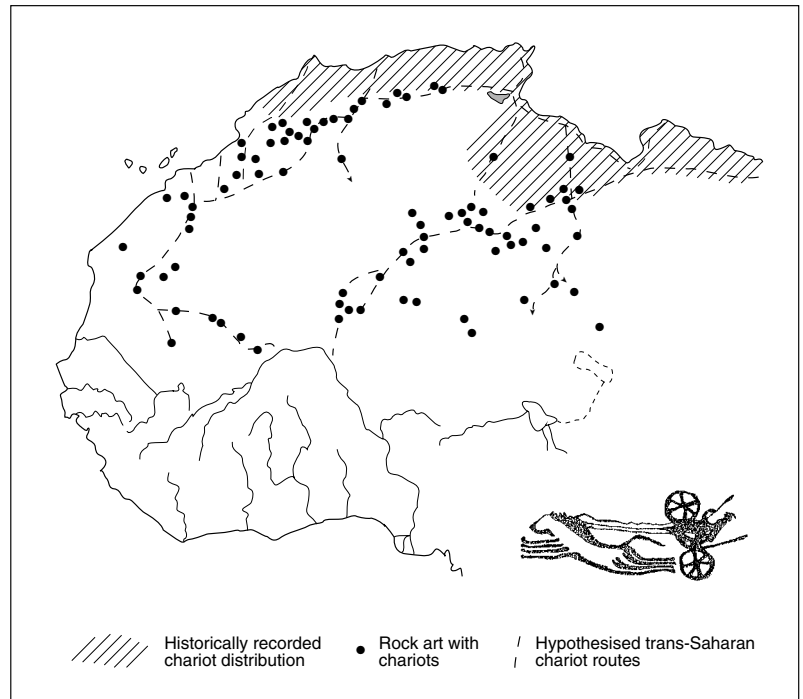 Historically recorded
chariot distribution
Rock art with
chariots
Hypothesised trans-Saharan
chariot routes